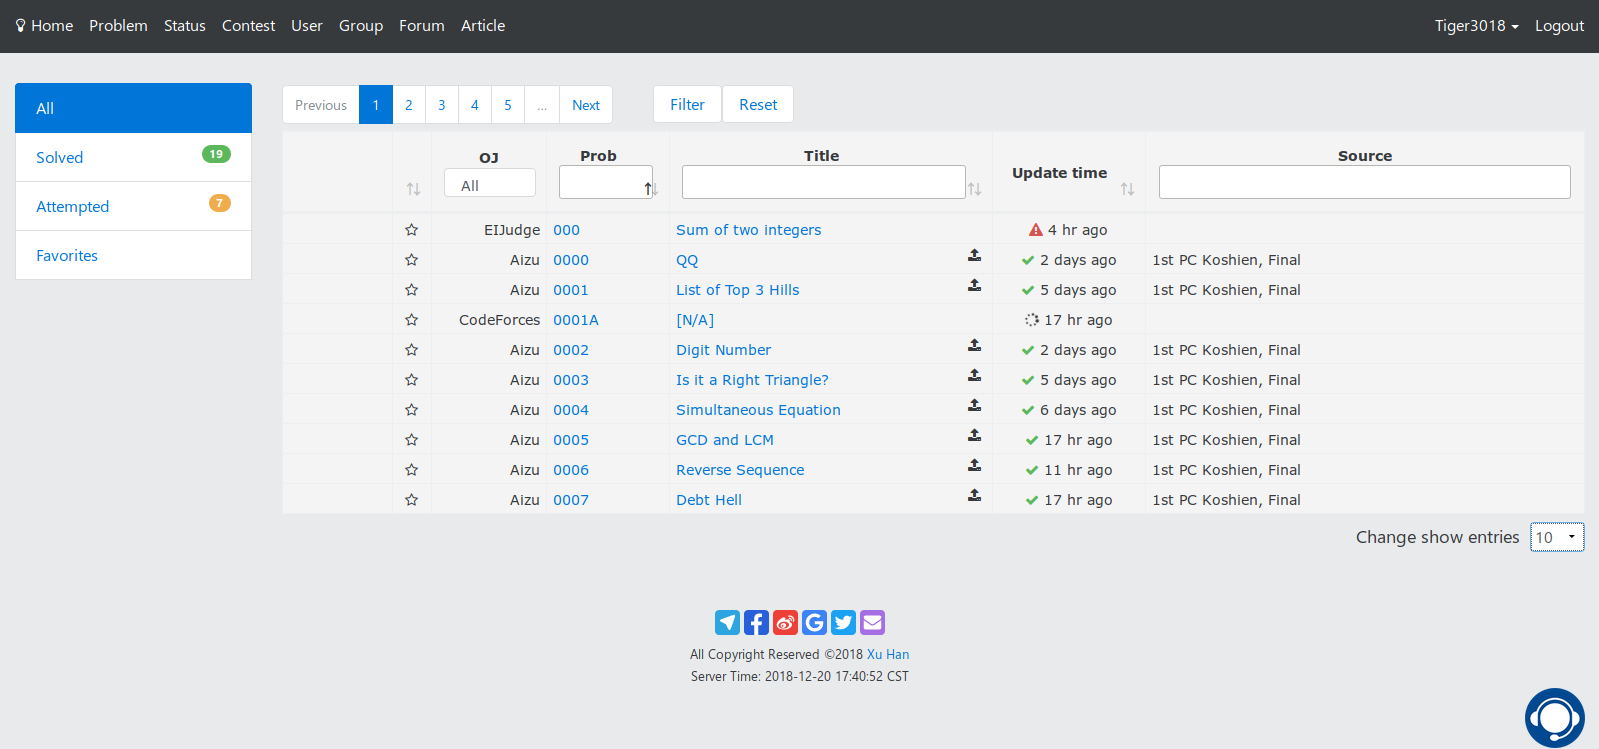 Home Problem Status Contest User Group Forum Article Tiger3018 Logout
All
Solved 19
Attempted 7
Favorites
Previous 1 2 3 4 5 ... Next Filter Reset
OJ Prob Title Update time Source
All
EIJudge 000 Sum of two integers 4 hr ago
Aizu 0000 QQ 2 days ago 1st PC Koshien, Final
Aizu 0001 List of Top 3 Hills 5 days ago 1st PC Koshien, Final
CodeForces 0001A [N/A] 17 hr ago
Aizu 0002 Digit Number 2 days ago 1st PC Koshien, Final
Aizu 0003 Is it a Right Triangle? 5 days ago 1st PC Koshien, Final
Aizu 0004 Simultaneous Equation 6 days ago 1st PC Koshien, Final
Aizu 0005 GCD and LCM 17 hr ago 1st PC Koshien, Final
Aizu 0006 Reverse Sequence 11 hr ago 1st PC Koshien, Final
Aizu 0007 Debt Hell 17 hr ago 1st PC Koshien, Final
Change show entries 10
All Copyright Reserved ©2018 Xu Han
Server Time: 2018-12-20 17:40:52 CST